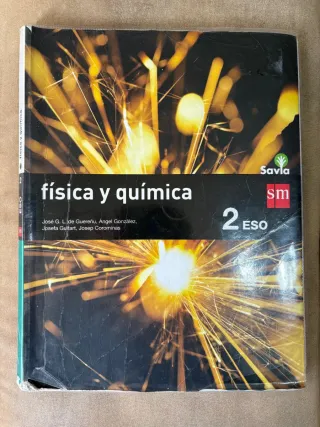 Savia
física y química
sm
José G. L. de Guereñu, Ángel González,
Josefa Guitart, Josep Corominas
2 ESO